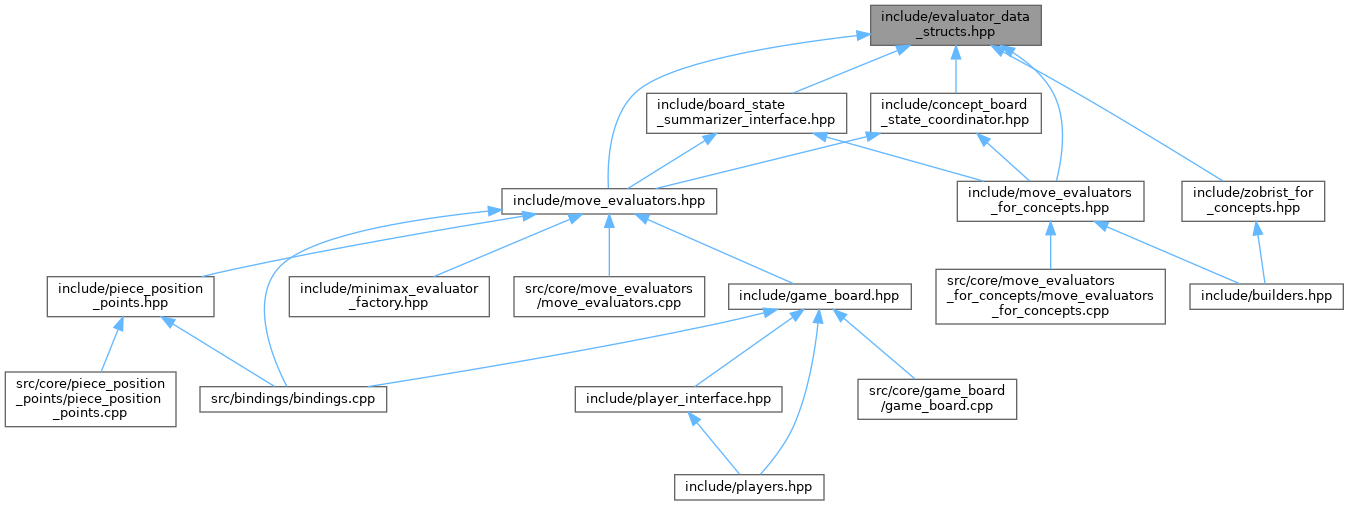 include/evaluator_data
_structs.hpp
include/board_state
_summarizer_interface.hpp
include/concept_board
_state_coordinator.hpp
include/move_evaluators.hpp
include/move_evaluators
_for_concepts.hpp
include/zobrist_for
_concepts.hpp
include/piece_position
_points.hpp
include/minimax_evaluator
_factory.hpp
src/core/move_evaluators
/move_evaluators.cpp
include/game_board.hpp
src/core/move_evaluators
_for_concepts/move_evaluators
_for_concepts.cpp
include/builders.hpp
src/core/piece_position
_points/piece_position
_points.cpp
src/bindings/bindings.cpp
include/player_interface.hpp
src/core/game_board
/game_board.cpp
include/players.hpp